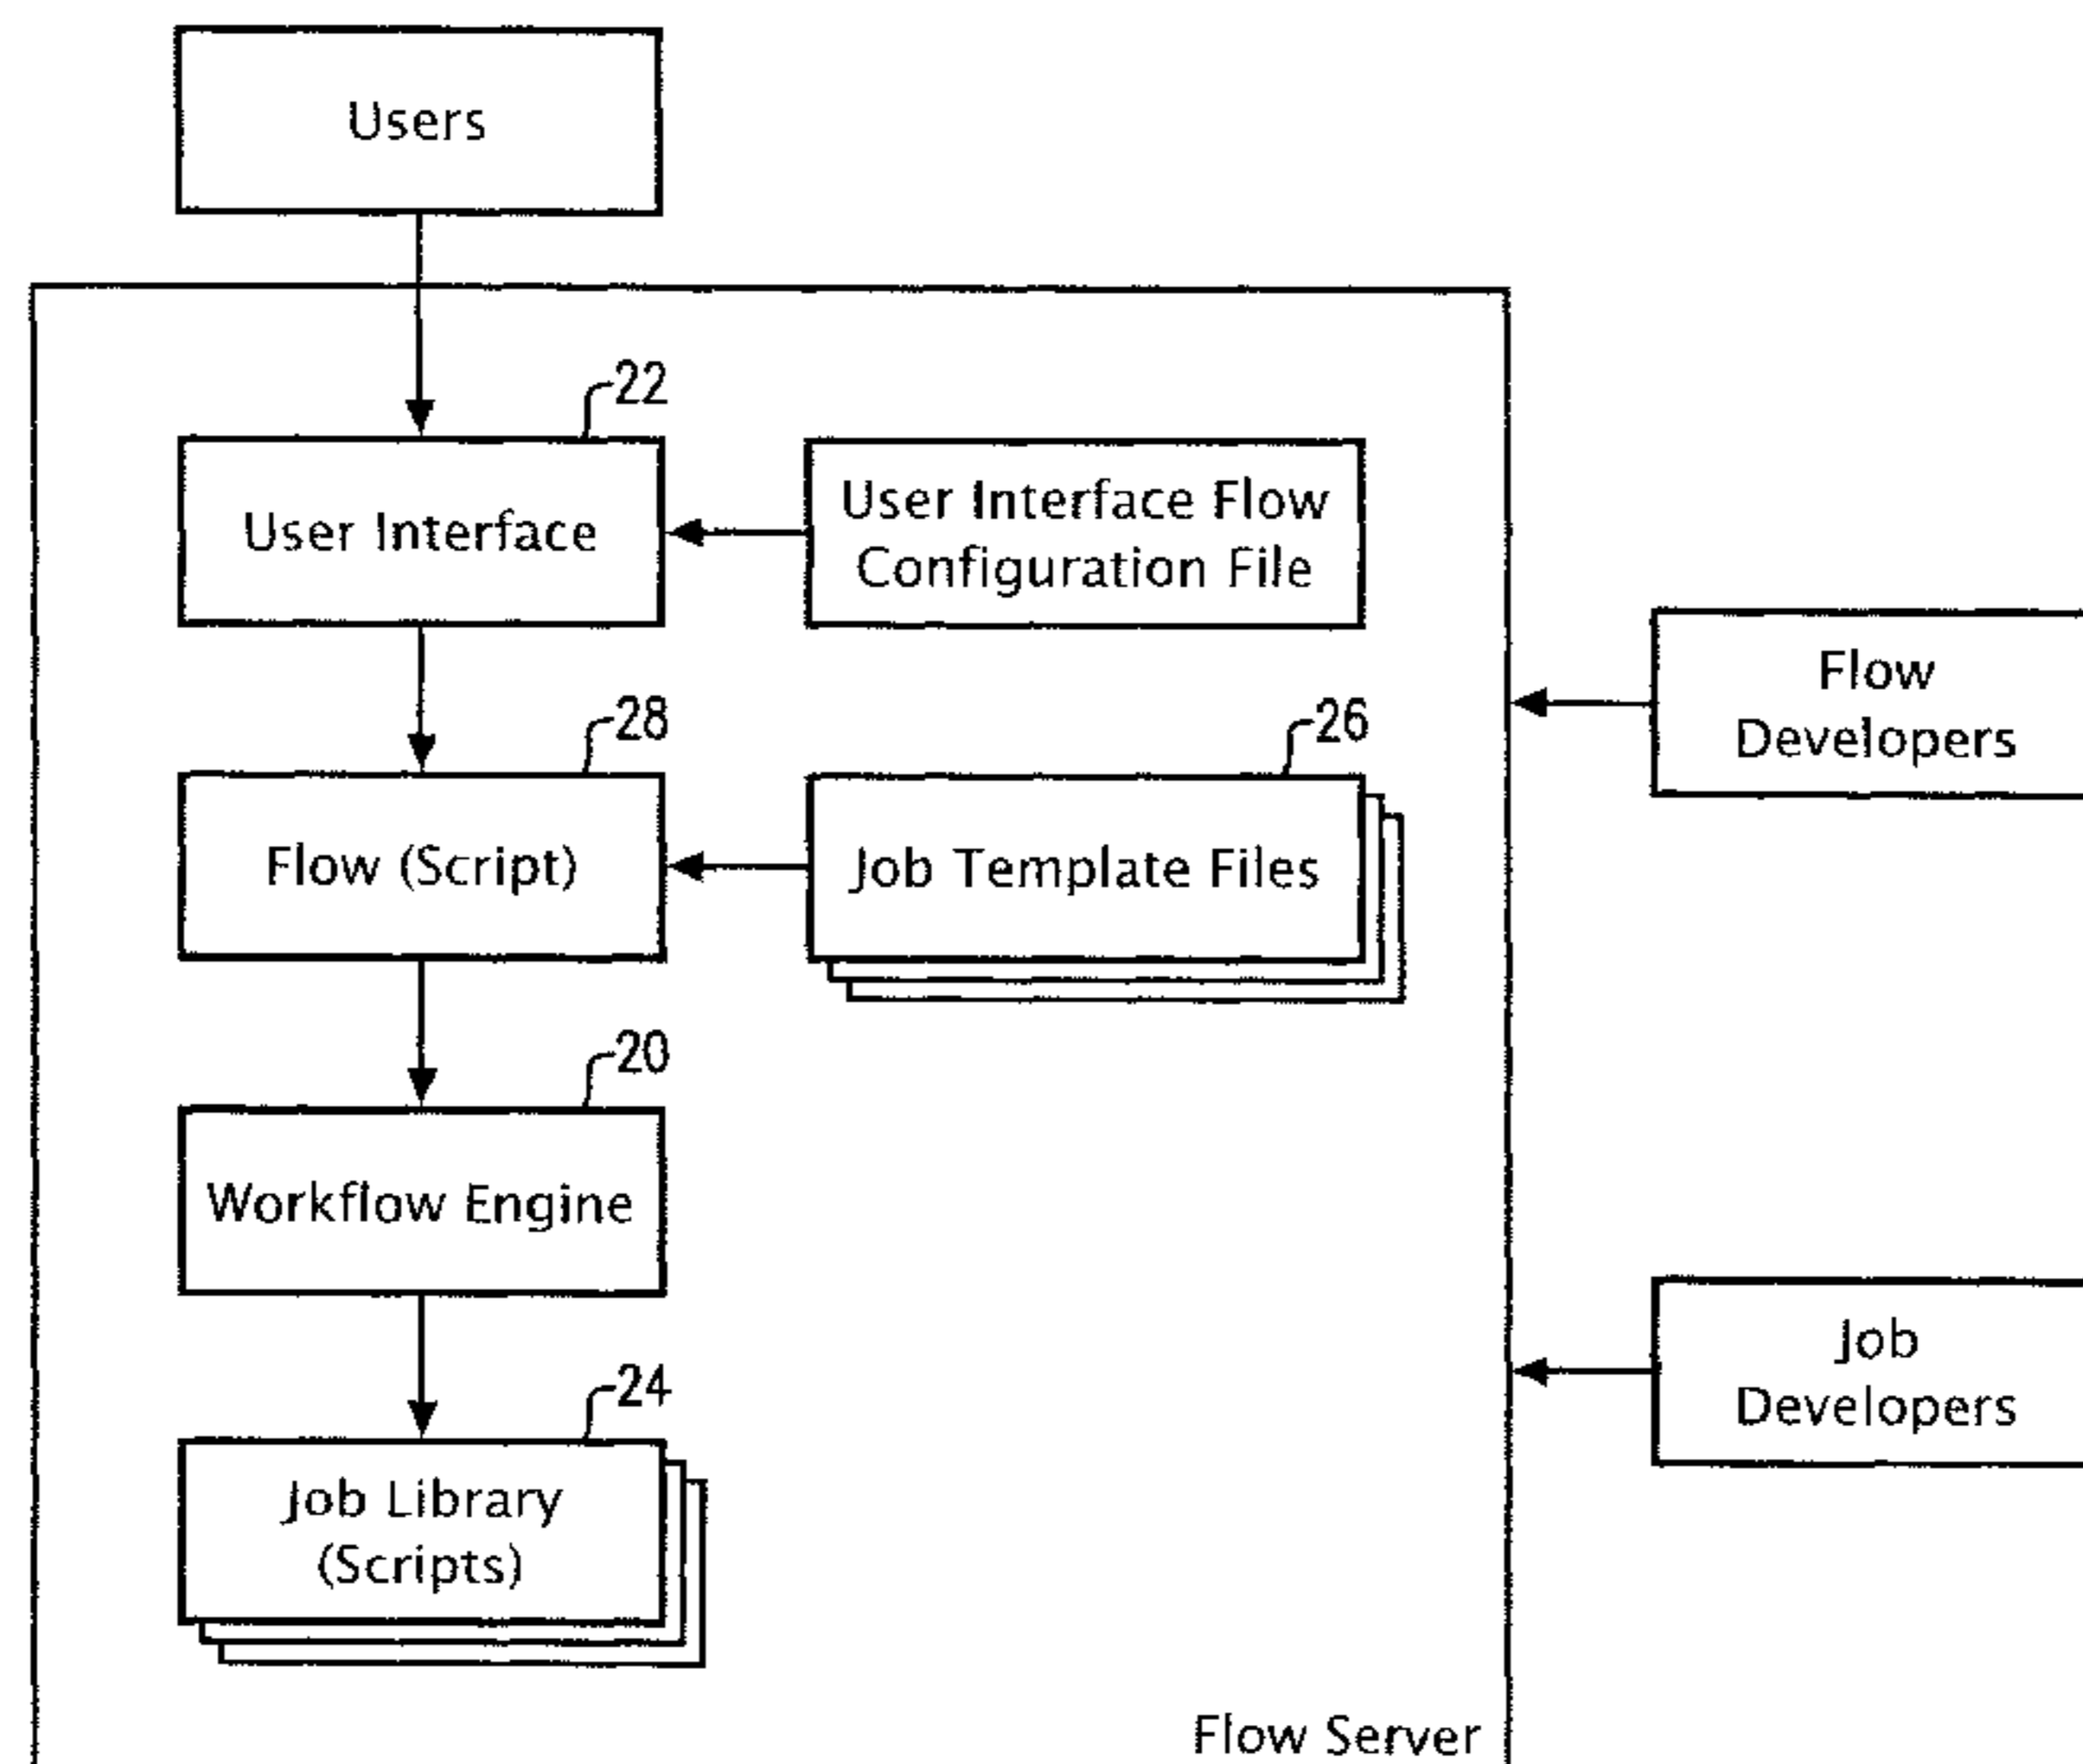 Users
22
User Interface
User Interface Flow
Configuration File
Flow
Developers
28
Flow (Script)
26
Job Template Files
20
Workflow Engine
Job
Developers
24
Job Library
(Scripts)
Flow Server